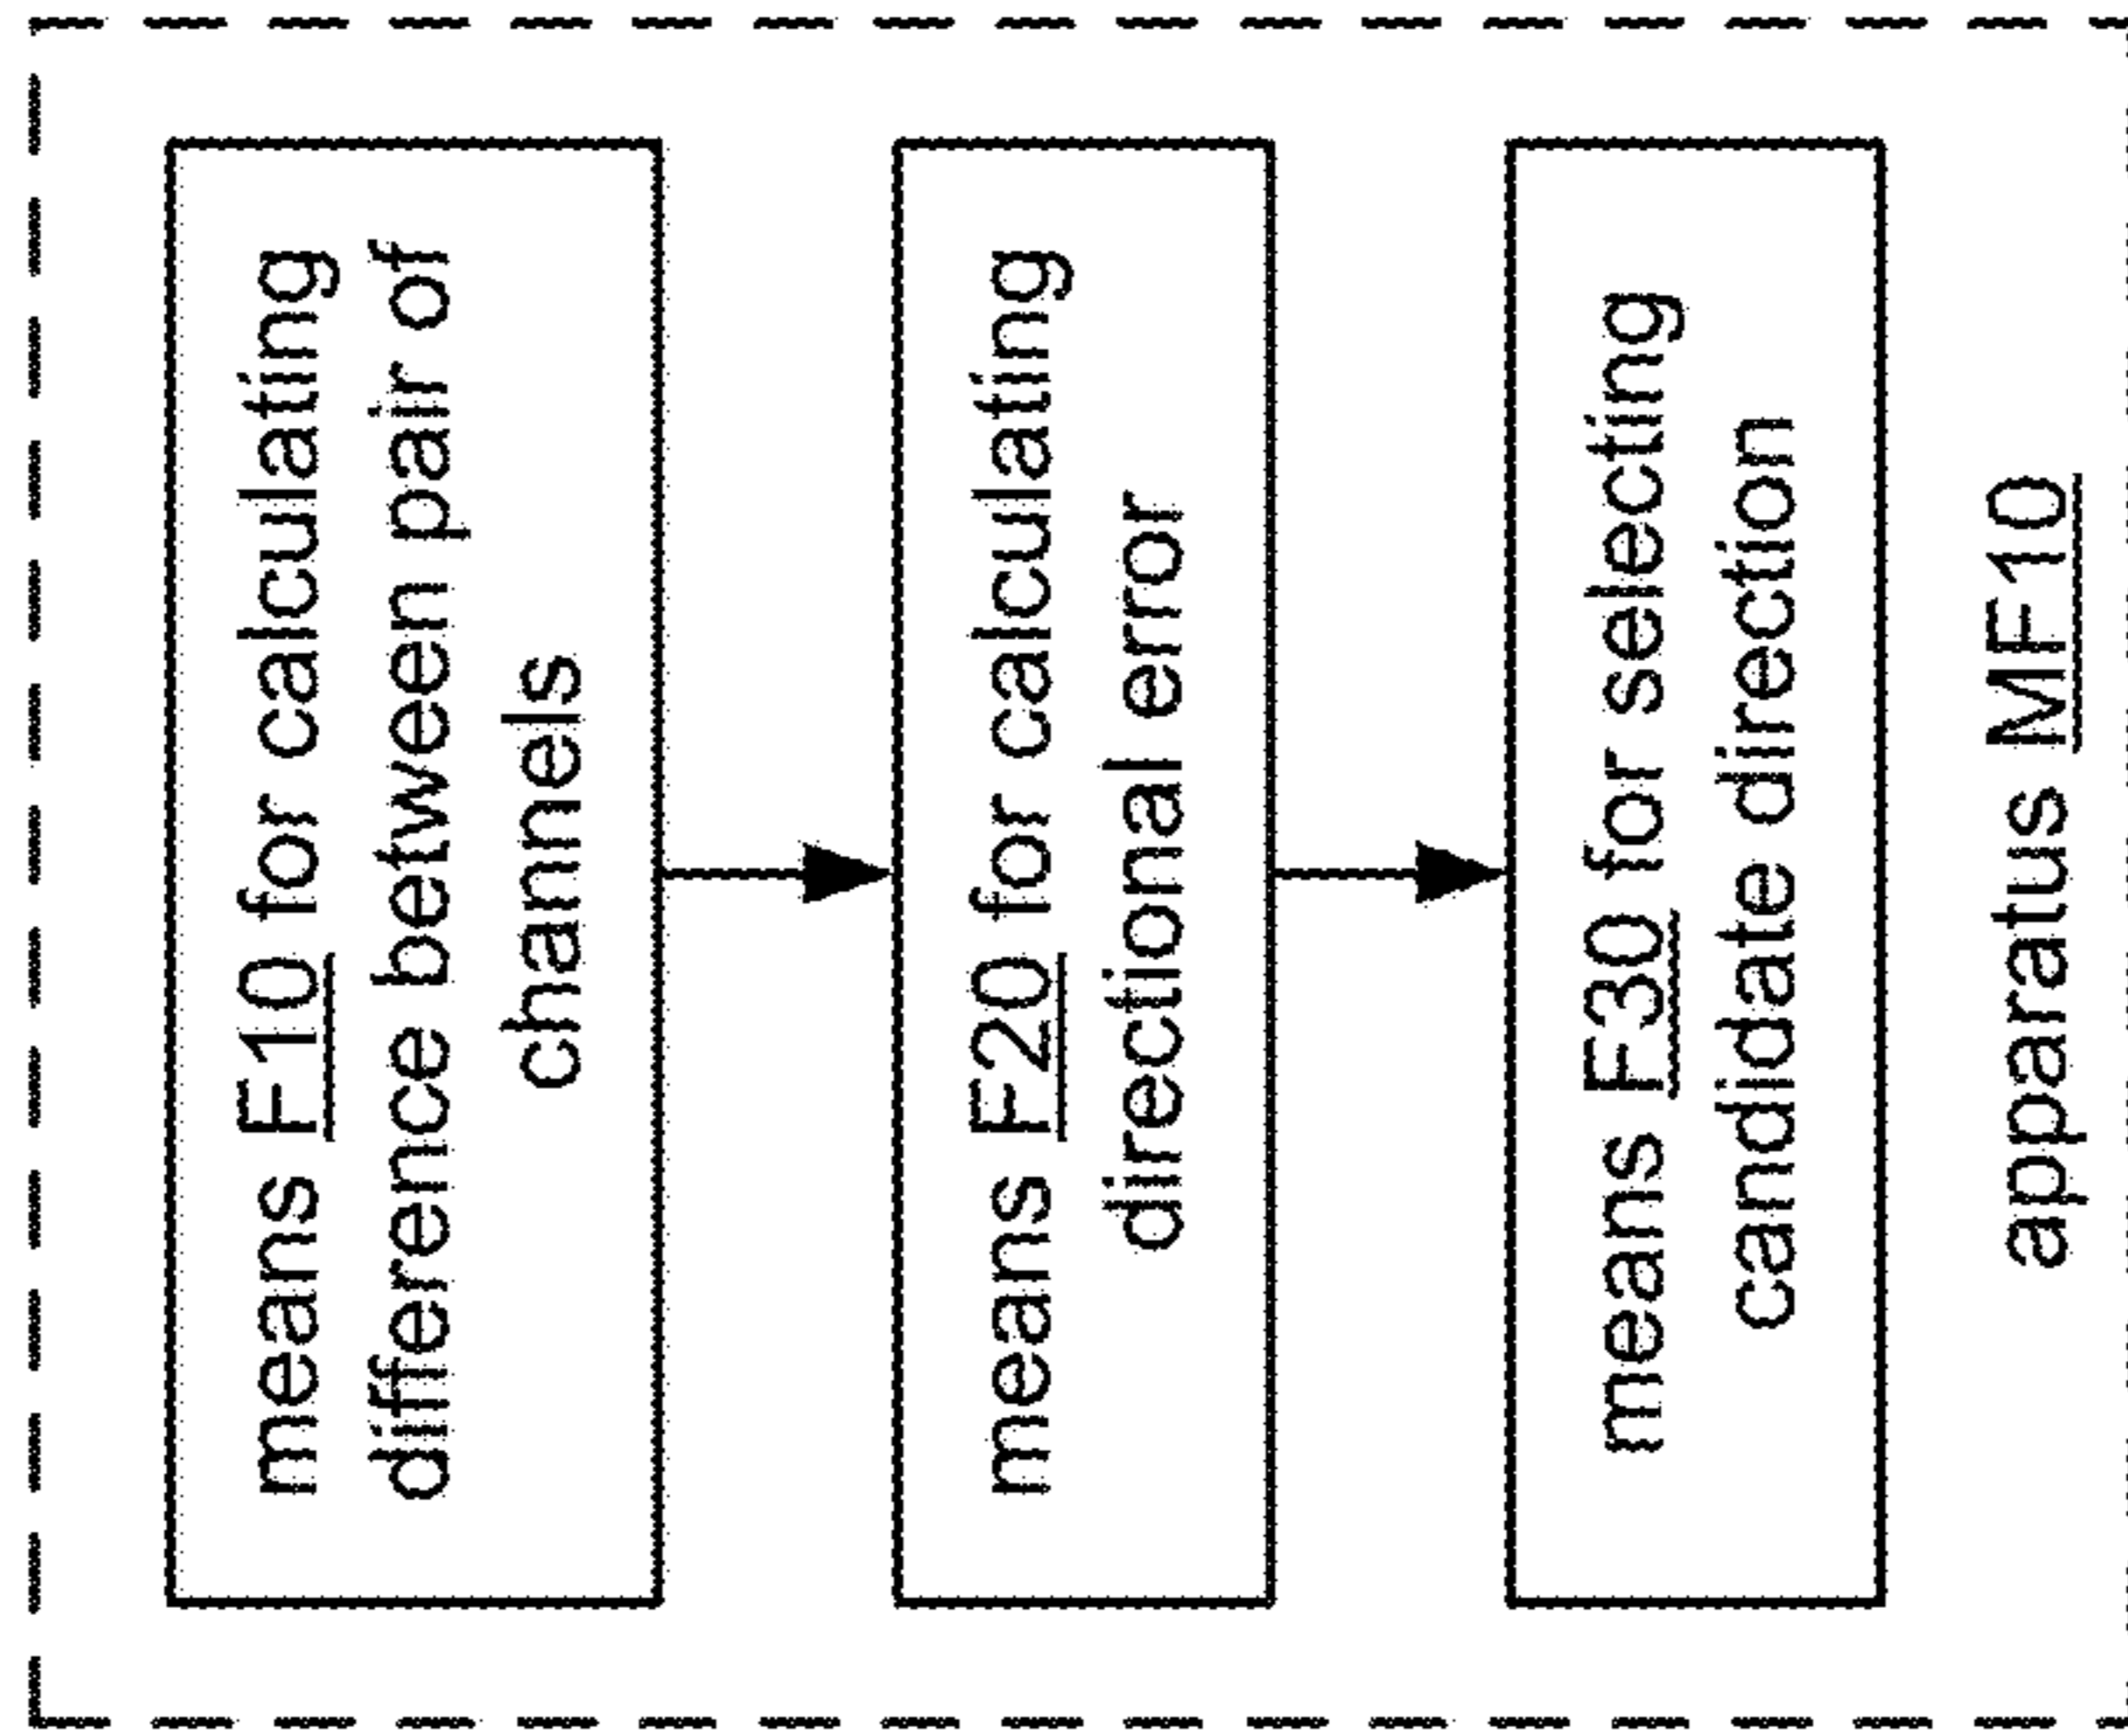 means F10 for calculating
difference between pair of
channels
means F20 for calculating
directional error
means F30 for selecting
candidate direction
apparatus MF10